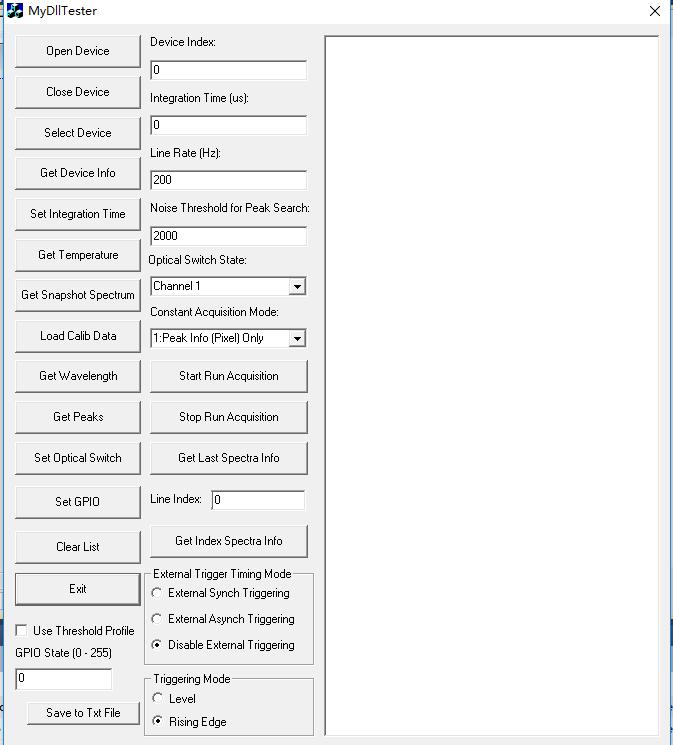 MyDllTester
Open Device
Close Device
Select Device
Get Device Info
Set Integration Time
Get Temperature
Get Snapshot Spectrum
Load Calib Data
Get Wavelength
Get Peaks
Set Optical Switch
Set GPIO
Clear List
Exit
Use Threshold Profile
GPIO State (0 - 255)
0
Save to Txt File
Device Index:
0
Integration Time (us):
0
Line Rate (Hz):
200
Noise Threshold for Peak Search:
2000
Optical Switch State:
Channel 1
Constant Acquisition Mode:
1:Peak Info (Pixel) Only
Start Run Acquisition
Stop Run Acquisition
Get Last Spectra Info
Line Index: 0
Get Index Spectra Info
External Trigger Timing Mode
External Synch Triggering
External Asynch Triggering
Disable External Triggering
Triggering Mode
Level
Rising Edge